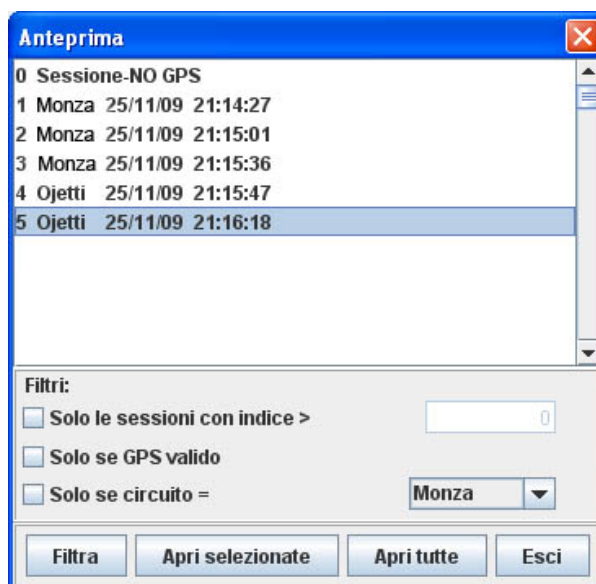 Anteprima
0 Sessione-NO GPS
1 Monza 25/11/09 21:14:27
2 Monza 25/11/09 21:15:01
3 Monza 25/11/09 21:15:36
4 Ojetti 25/11/09 21:15:47
5 Ojetti 25/11/09 21:16:18
Filtri:
Solo le sessioni con indice > 0
Solo se GPS valido
Solo se circuito = Monza
Filtra Apri selezionate Apri tutte Esci